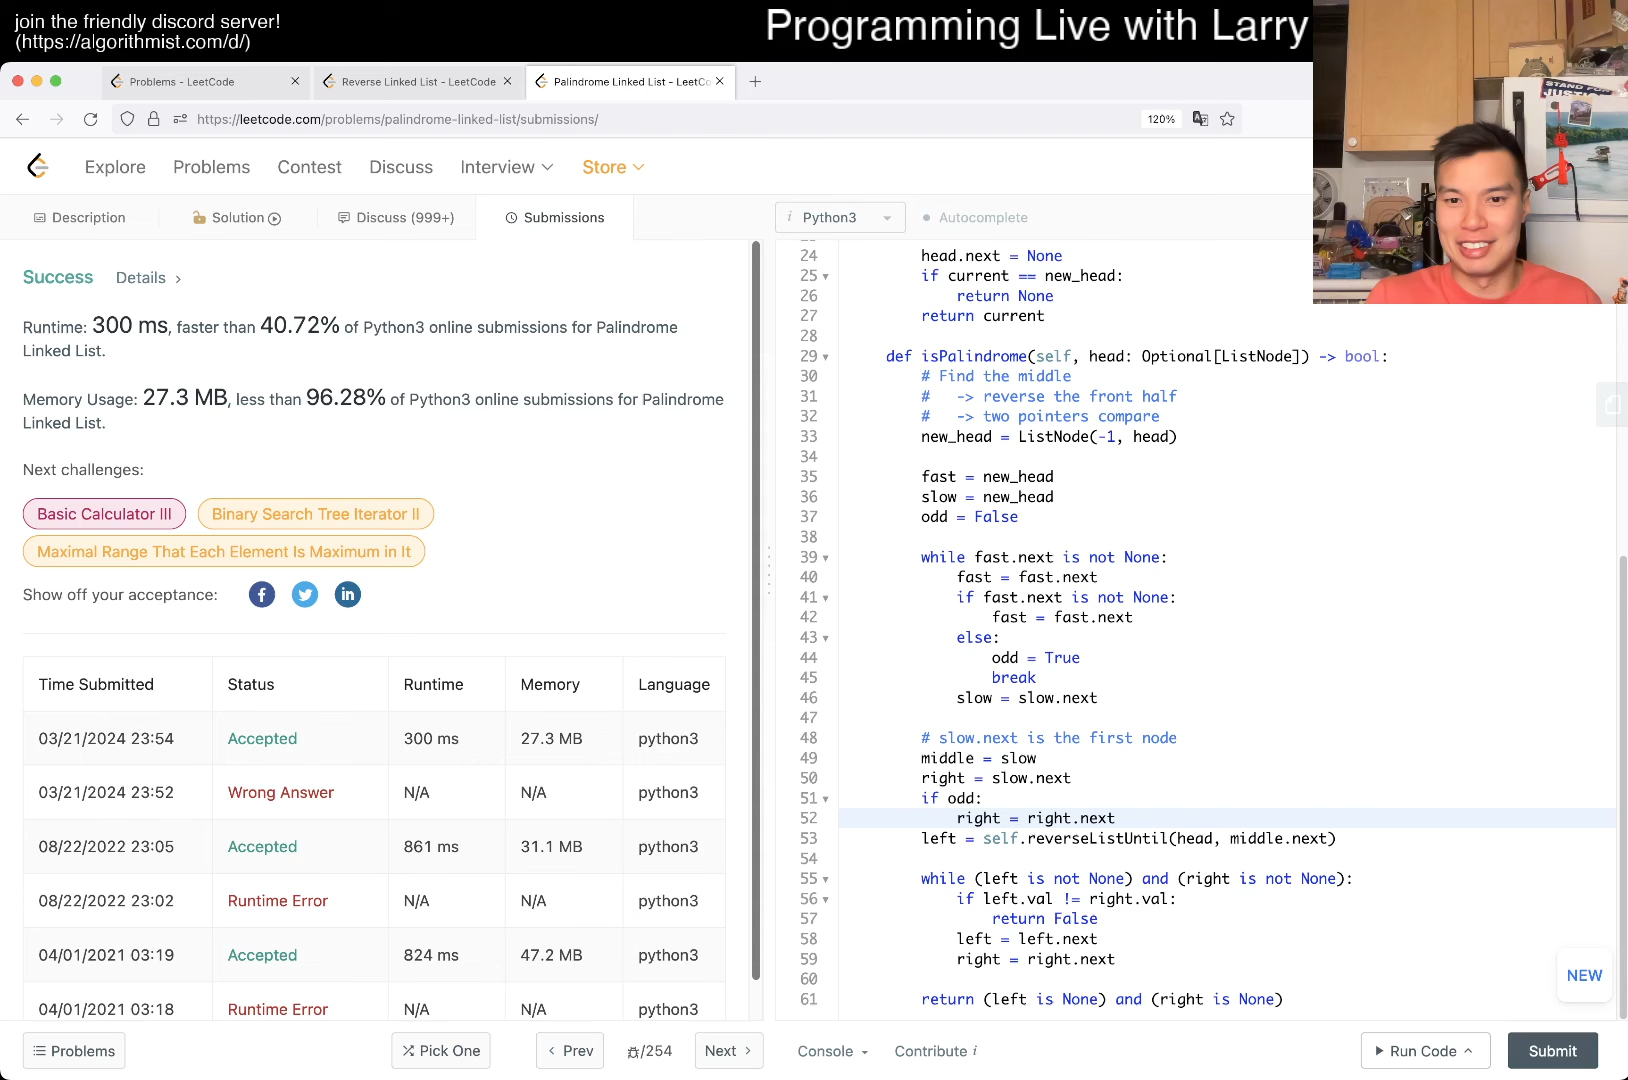 join the friendly discord server!
(https://algorithmist.com/d/)
Programming Live with Larry
Problems - LeetCode
Reverse Linked List - LeetCode
Palindrome Linked List - LeetCo
https://leetcode.com/problems/palindrome-linked-list/submissions/
120%
Explore Problems Contest Discuss Interview Store
Description Solution Discuss (999+) Submissions
i Python3 Autocomplete
Success Details >
Runtime: 300 ms, faster than 40.72% of Python3 online submissions for Palindrome
Linked List.
Memory Usage: 27.3 MB, less than 96.28% of Python3 online submissions for Palindrome
Linked List.
Next challenges:
Basic Calculator III Binary Search Tree Iterator II
Maximal Range That Each Element Is Maximum in It
Show off your acceptance:
Time Submitted Status Runtime Memory Language
03/21/2024 23:54 Accepted 300 ms 27.3 MB python3
03/21/2024 23:52 Wrong Answer N/A N/A python3
08/22/2022 23:05 Accepted 861 ms 31.1 MB python3
08/22/2022 23:02 Runtime Error N/A N/A python3
04/01/2021 03:19 Accepted 824 ms 47.2 MB python3
04/01/2021 03:18 Runtime Error N/A N/A python3
24 head.next = None
25 if current == new_head:
26 return None
27 return current
28
29 def isPalindrome(self, head: Optional[ListNode]) -> bool:
30 # Find the middle
31 # -> reverse the front half
32 # -> two pointers compare
33 new_head = ListNode(-1, head)
34
35 fast = new_head
36 slow = new_head
37 odd = False
38
39 while fast.next is not None:
40 fast = fast.next
41 if fast.next is not None:
42 fast = fast.next
43 else:
44 odd = True
45 break
46 slow = slow.next
47
48 # slow.next is the first node
49 middle = slow
50 right = slow.next
51 if odd:
52 right = right.next
53 left = self.reverseListUntil(head, middle.next)
54
55 while (left is not None) and (right is not None):
56 if left.val != right.val:
57 return False
58 left = left.next
59 right = right.next
60
61 return (left is None) and (right is None)
NEW
Problems Pick One < Prev /254 Next > Console Contribute i Run Code Submit
STAND FOR
JUSTICE